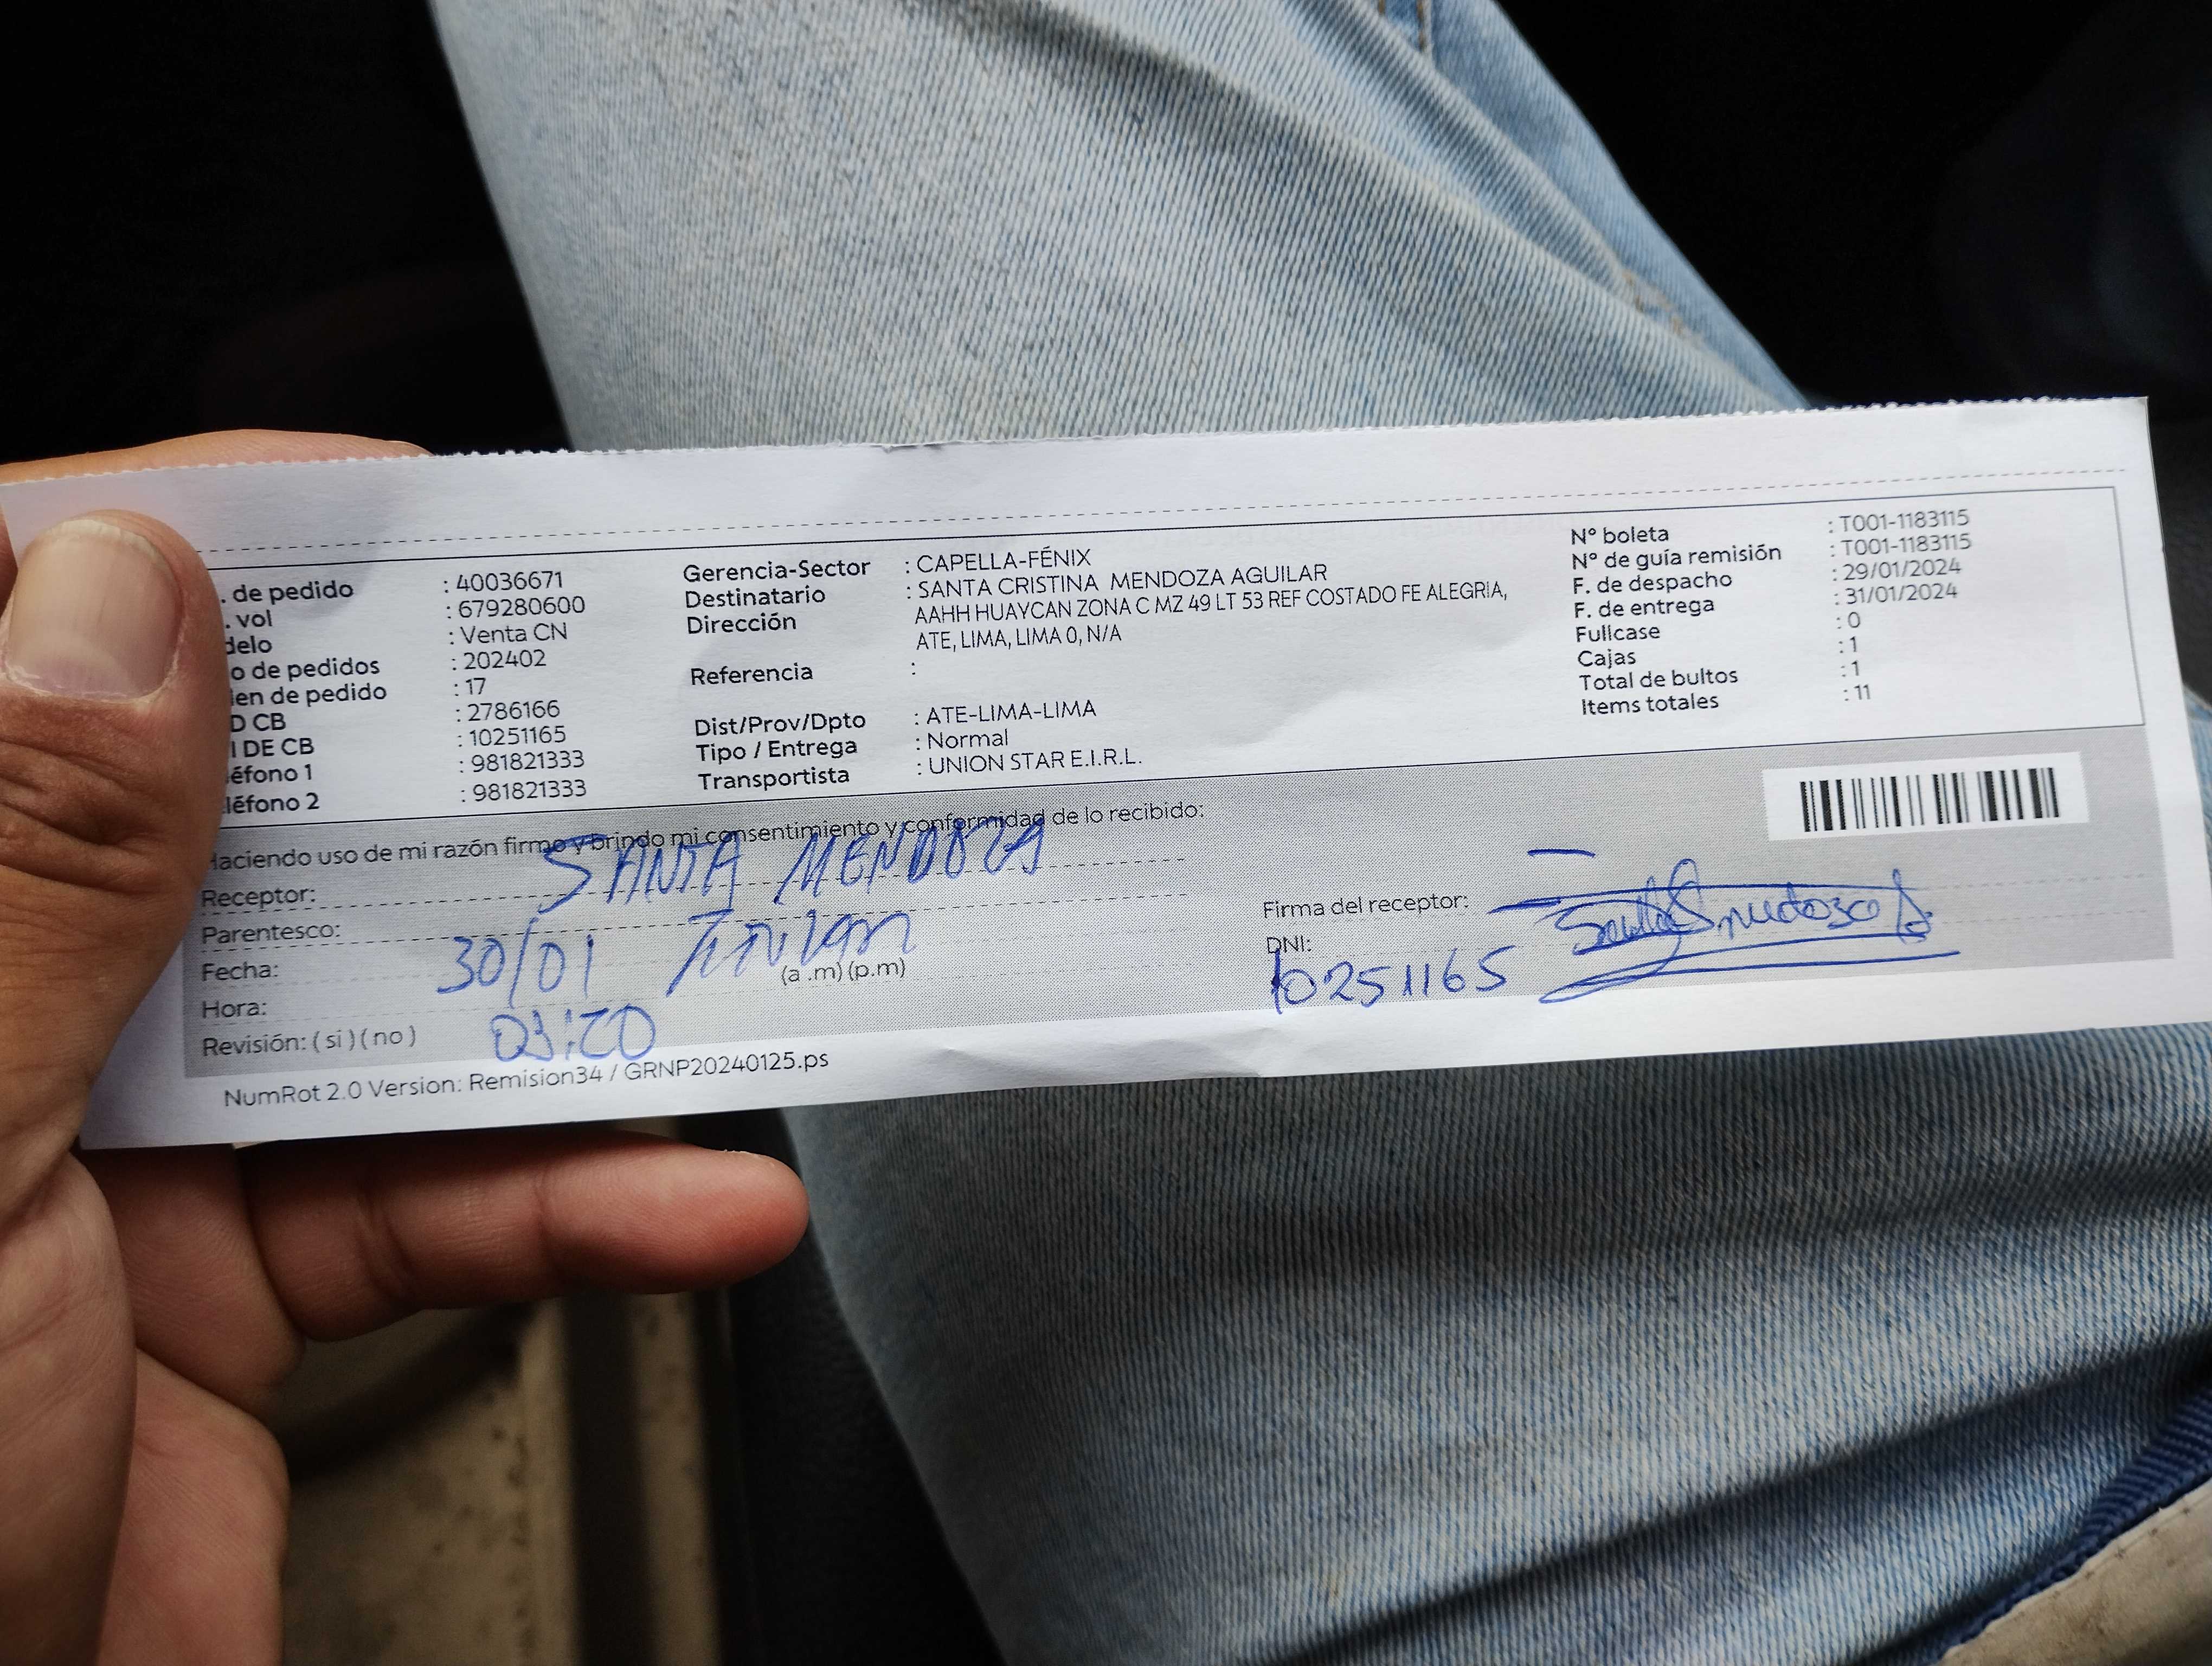 . de pedido : 40036671
. vol : 679280600
delo : Venta CN
o de pedidos : 202402
en de pedido : 17
D CB : 2786166
I DE CB : 10251165
éfono 1 : 981821333
léfono 2 : 981821333
Gerencia-Sector : CAPELLA-FÉNIX
Destinatario : SANTA CRISTINA MENDOZA AGUILAR
Dirección : AAHH HUAYCAN ZONA C MZ 49 LT 53 REF COSTADO FE ALEGRIA,
ATE, LIMA, LIMA 0, N/A
Referencia :
Dist/Prov/Dpto : ATE-LIMA-LIMA
Tipo / Entrega : Normal
Transportista : UNION STAR E.I.R.L.
N° boleta : T001-1183115
N° de guía remisión : T001-1183115
F. de despacho : 29/01/2024
F. de entrega : 31/01/2024
Fullcase : 0
Cajas : 1
Total de bultos : 1
Items totales : 11
Haciendo uso de mi razón firmo y brindo mi consentimiento y conformidad de lo recibido:
Receptor: SANTA MENDOZA
Parentesco:
Fecha: 30/01
Hora: (a .m) (p.m)
Revisión: ( si ) ( no )
Firma del receptor:
DNI: 10251165
NumRot 2.0 Version: Remision34 / GRNP20240125.ps